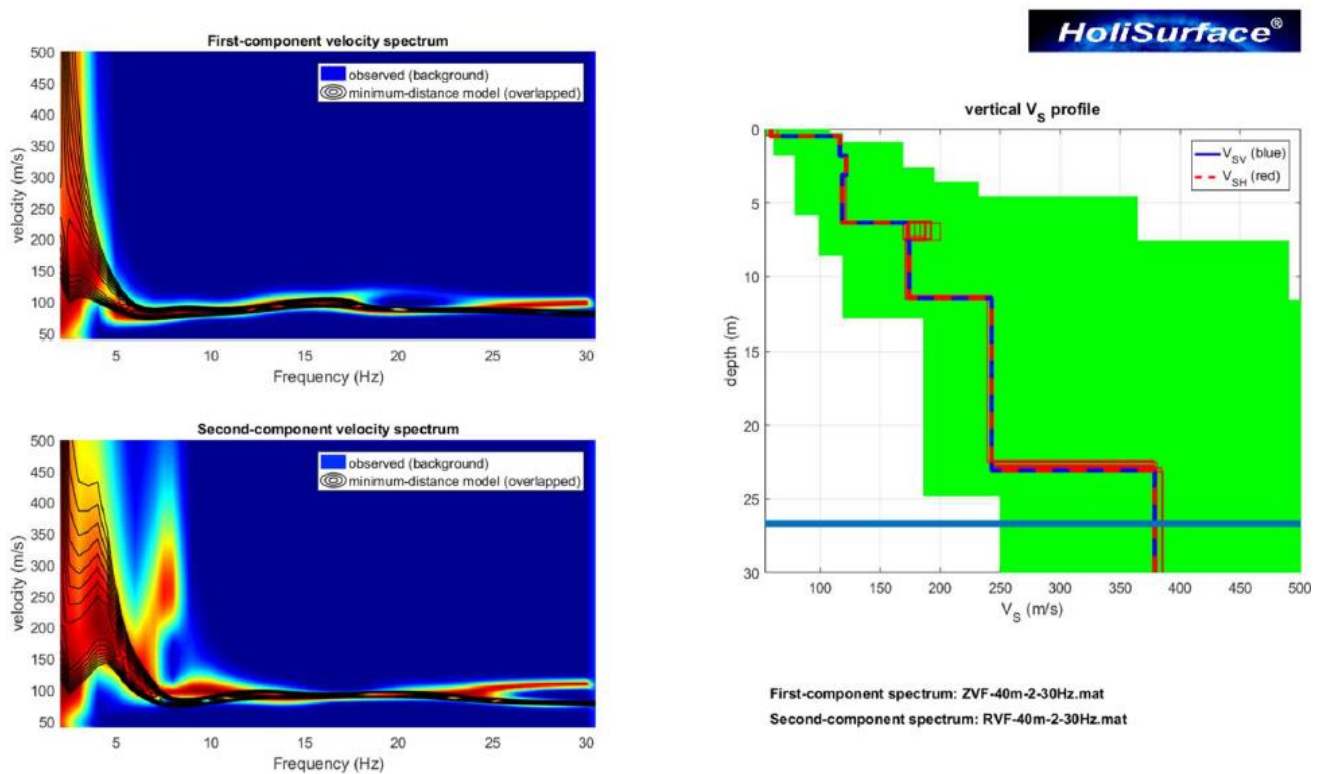 HoliSurface®
First-component velocity spectrum
observed (background)
minimum-distance model (overlapped)
velocity (m/s)
500
450
400
350
300
250
200
150
100
50
5
10
15
20
25
30
Frequency (Hz)
Second-component velocity spectrum
observed (background)
minimum-distance model (overlapped)
velocity (m/s)
500
450
400
350
300
250
200
150
100
50
5
10
15
20
25
30
Frequency (Hz)
vertical VS profile
VSV (blue)
VSH (red)
depth (m)
0
5
10
15
20
25
30
100
150
200
250
300
350
400
450
500
VS (m/s)
First-component spectrum: ZVF-40m-2-30Hz.mat
Second-component spectrum: RVF-40m-2-30Hz.mat